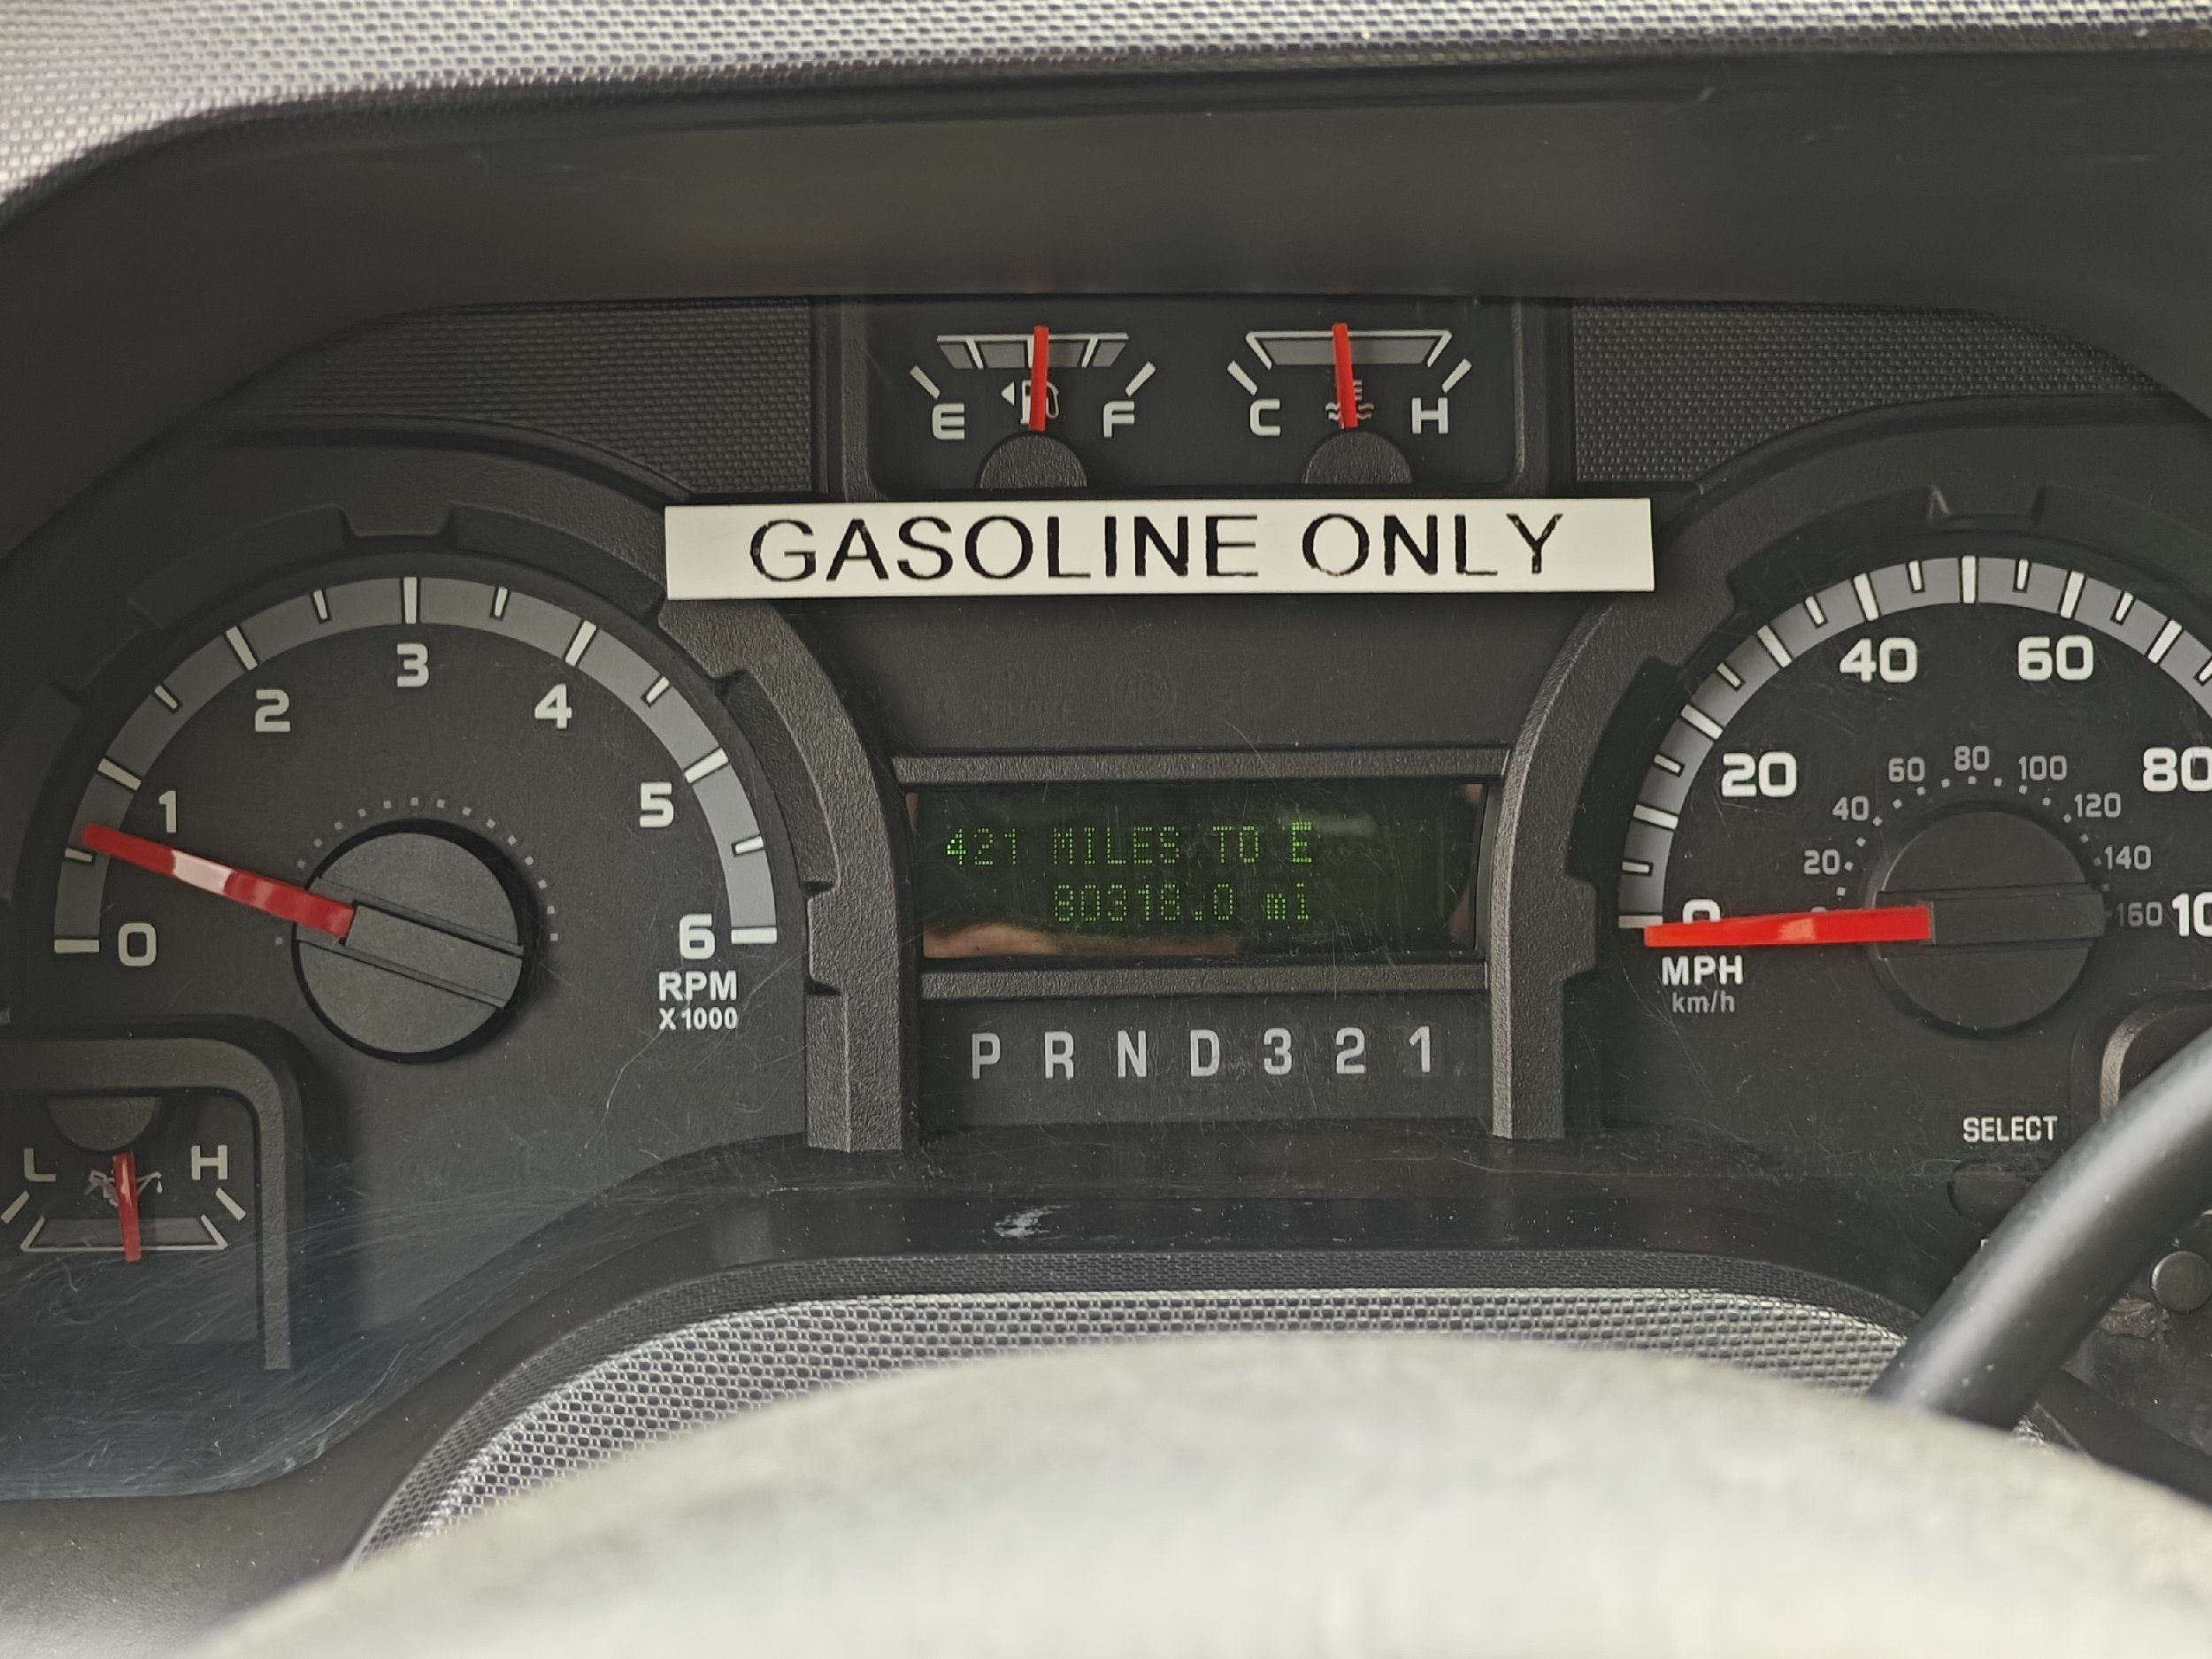 E F
C H
GASOLINE ONLY
0 1 2 3 4 5 6
RPM
X1000
421 MILES TO E
80318.0 mi
P R N D 3 2 1
0 20 40 60 80
20 40 60 80 100 120 140 160
MPH
km/h
SELECT
L H